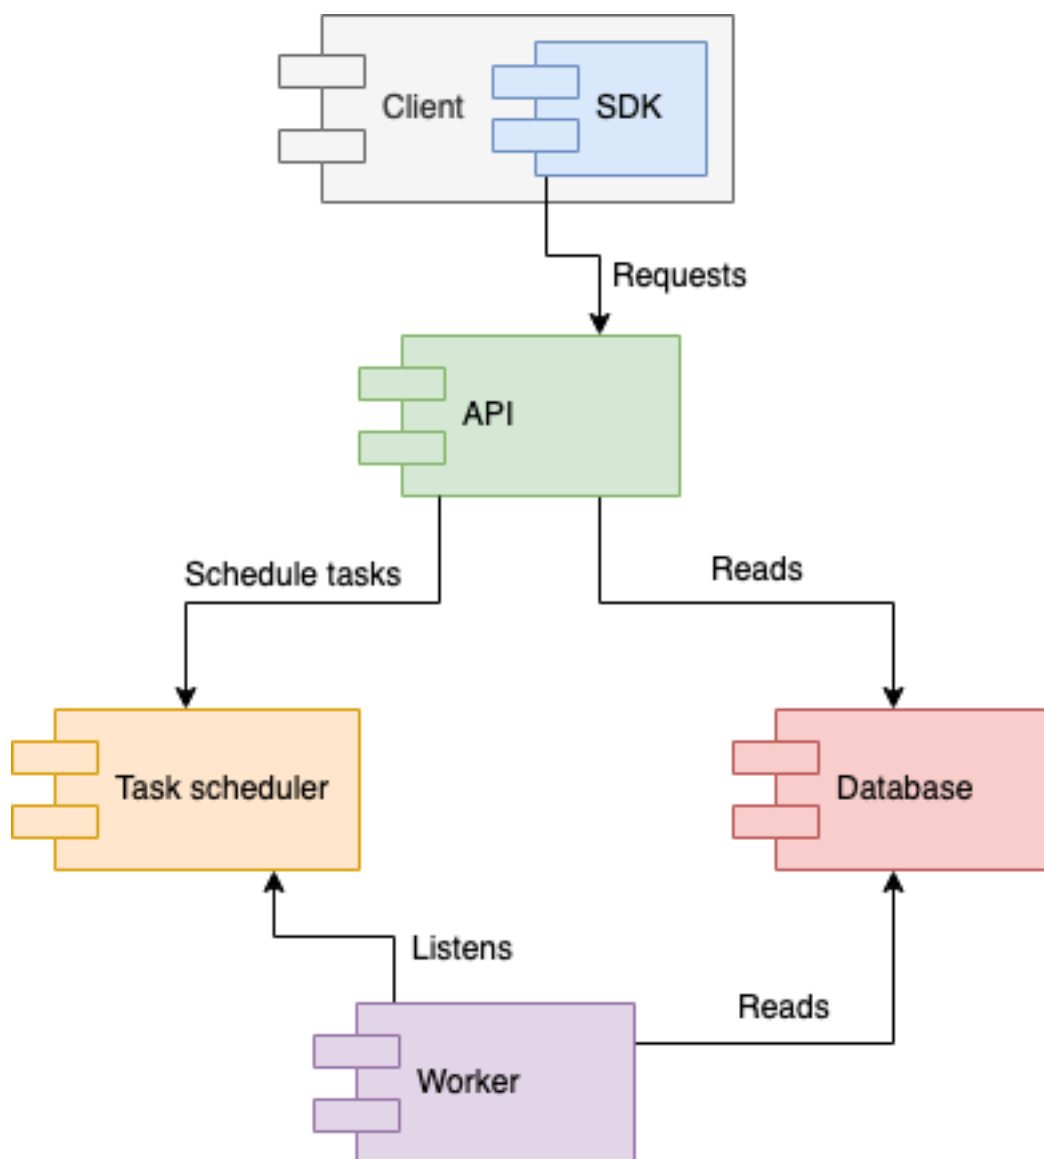 Client
SDK
Requests
API
Schedule tasks
Reads
Task scheduler
Database
Listens
Reads
Worker